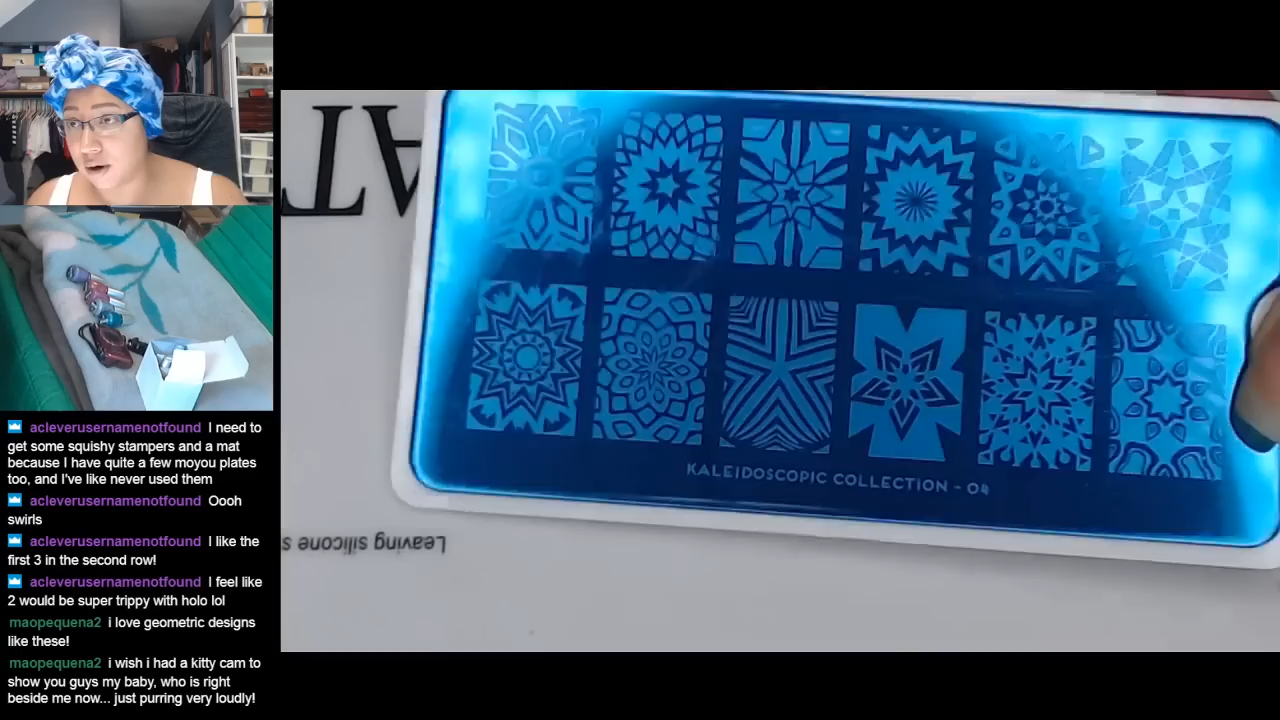 acleverusernamenotfound I need to
get some squishy stampers and a mat
because I have quite a few moyou plates
too, and I've like never used them
acleverusernamenotfound Oooh
swirls
acleverusernamenotfound I like the
first 3 in the second row!
acleverusernamenotfound I feel like
2 would be super trippy with holo lol
maopequena2 i love geometric designs
like these!
maopequena2 i wish i had a kitty cam to
show you guys my baby, who is right
beside me now... just purring very loudly!
KALEIDOSCOPIC COLLECTION - 04
Leaving silicone s